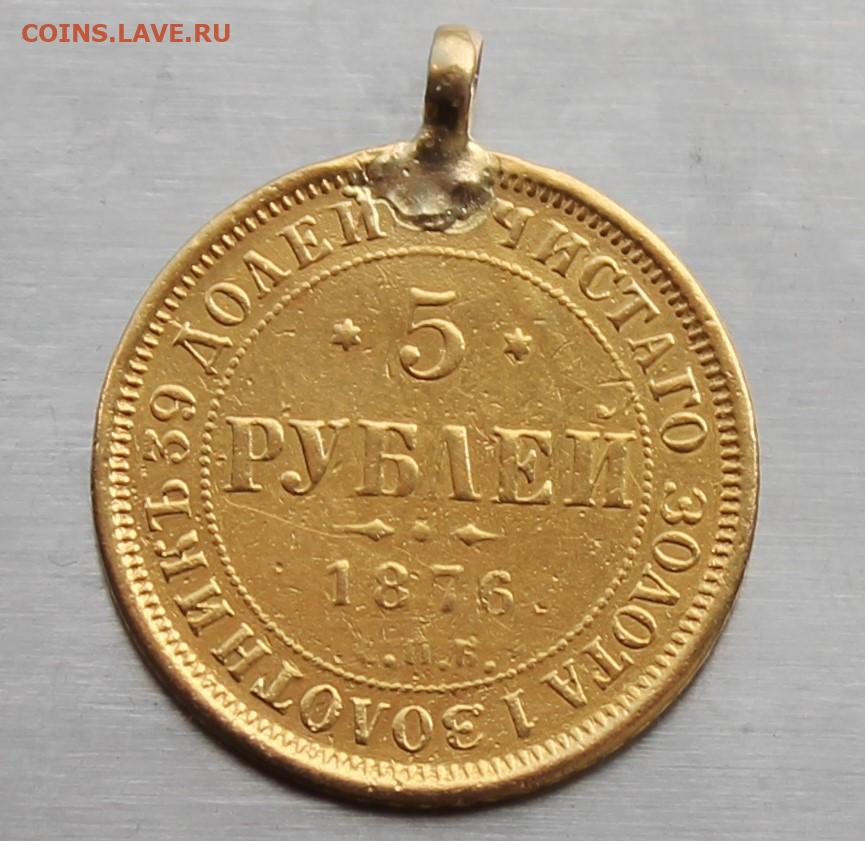 COINS.LAVE.RU
ЧИСТАГО ЗОЛОТА 1 ЗОЛОТНИКЪ 39 ДОЛЕЙ
5
РУБЛЕЙ
1876.